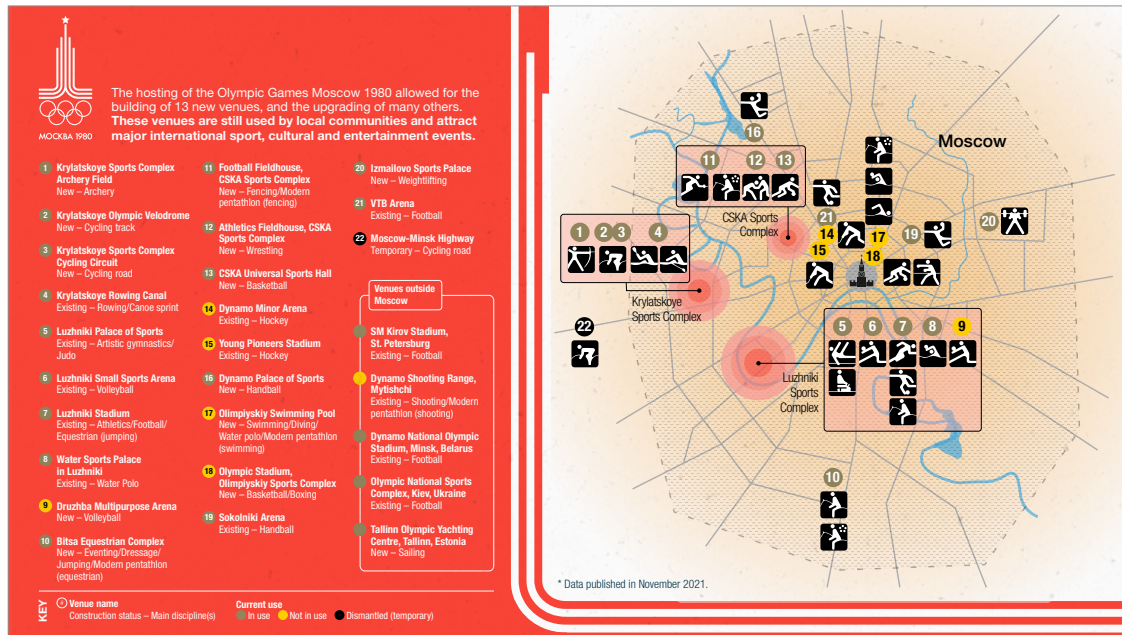 МОСКВА 1980
The hosting of the Olympic Games Moscow 1980 allowed for the
building of 13 new venues, and the upgrading of many others.
These venues are still used by local communities and attract
major international sport, cultural and entertainment events.
1 Krylatskoye Sports Complex
Archery Field
New – Archery
2 Krylatskoye Olympic Velodrome
New – Cycling track
3 Krylatskoye Sports Complex
Cycling Circuit
New – Cycling road
4 Krylatskoye Rowing Canal
Existing – Rowing/Canoe sprint
5 Luzhniki Palace of Sports
Existing – Artistic gymnastics/
Judo
6 Luzhniki Small Sports Arena
Existing – Volleyball
7 Luzhniki Stadium
Existing – Athletics/Football/
Equestrian (jumping)
8 Water Sports Palace
in Luzhniki
Existing – Water Polo
9 Druzhba Multipurpose Arena
New – Volleyball
10 Bitsa Equestrian Complex
New – Eventing/Dressage/
Jumping/Modern pentathlon
(equestrian)
11 Football Fieldhouse,
CSKA Sports Complex
New – Fencing/Modern
pentathlon (fencing)
12 Athletics Fieldhouse, CSKA
Sports Complex
New – Wrestling
13 CSKA Universal Sports Hall
New – Basketball
14 Dynamo Minor Arena
Existing – Hockey
15 Young Pioneers Stadium
Existing – Hockey
16 Dynamo Palace of Sports
New – Handball
17 Olimpiyskiy Swimming Pool
New – Swimming/Diving/
Water polo/Modern pentathlon
(swimming)
18 Olympic Stadium,
Olimpiyskiy Sports Complex
New – Basketball/Boxing
19 Sokolniki Arena
Existing – Handball
20 Izmailovo Sports Palace
New – Weightlifting
21 VTB Arena
Existing – Football
22 Moscow-Minsk Highway
Temporary – Cycling road
Venues outside
Moscow
SM Kirov Stadium,
St. Petersburg
Existing – Football
Dynamo Shooting Range,
Mytishchi
Existing – Shooting/Modern
pentathlon (shooting)
Dynamo National Olympic
Stadium, Minsk, Belarus
Existing – Football
Olympic National Sports
Complex, Kiev, Ukraine
Existing – Football
Tallinn Olympic Yachting
Centre, Tallinn, Estonia
New – Sailing
KEY
# Venue name
Construction status – Main discipline(s)
Current use
In use Not in use Dismantled (temporary)
Moscow
16
11 12 13
CSKA Sports
Complex
21
14
15
17
18
19
20
1 2 3 4
Krylatskoye
Sports Complex
22
5 6 7 8 9
Luzhniki
Sports
Complex
10
* Data published in November 2021.